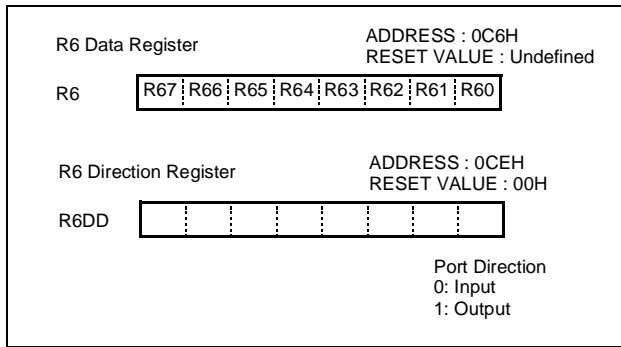 R6 Data Register
ADDRESS : 0C6H
RESET VALUE : Undefined
R6
R67 R66 R65 R64 R63 R62 R61 R60
R6 Direction Register
ADDRESS : 0CEH
RESET VALUE : 00H
R6DD
Port Direction
0: Input
1: Output